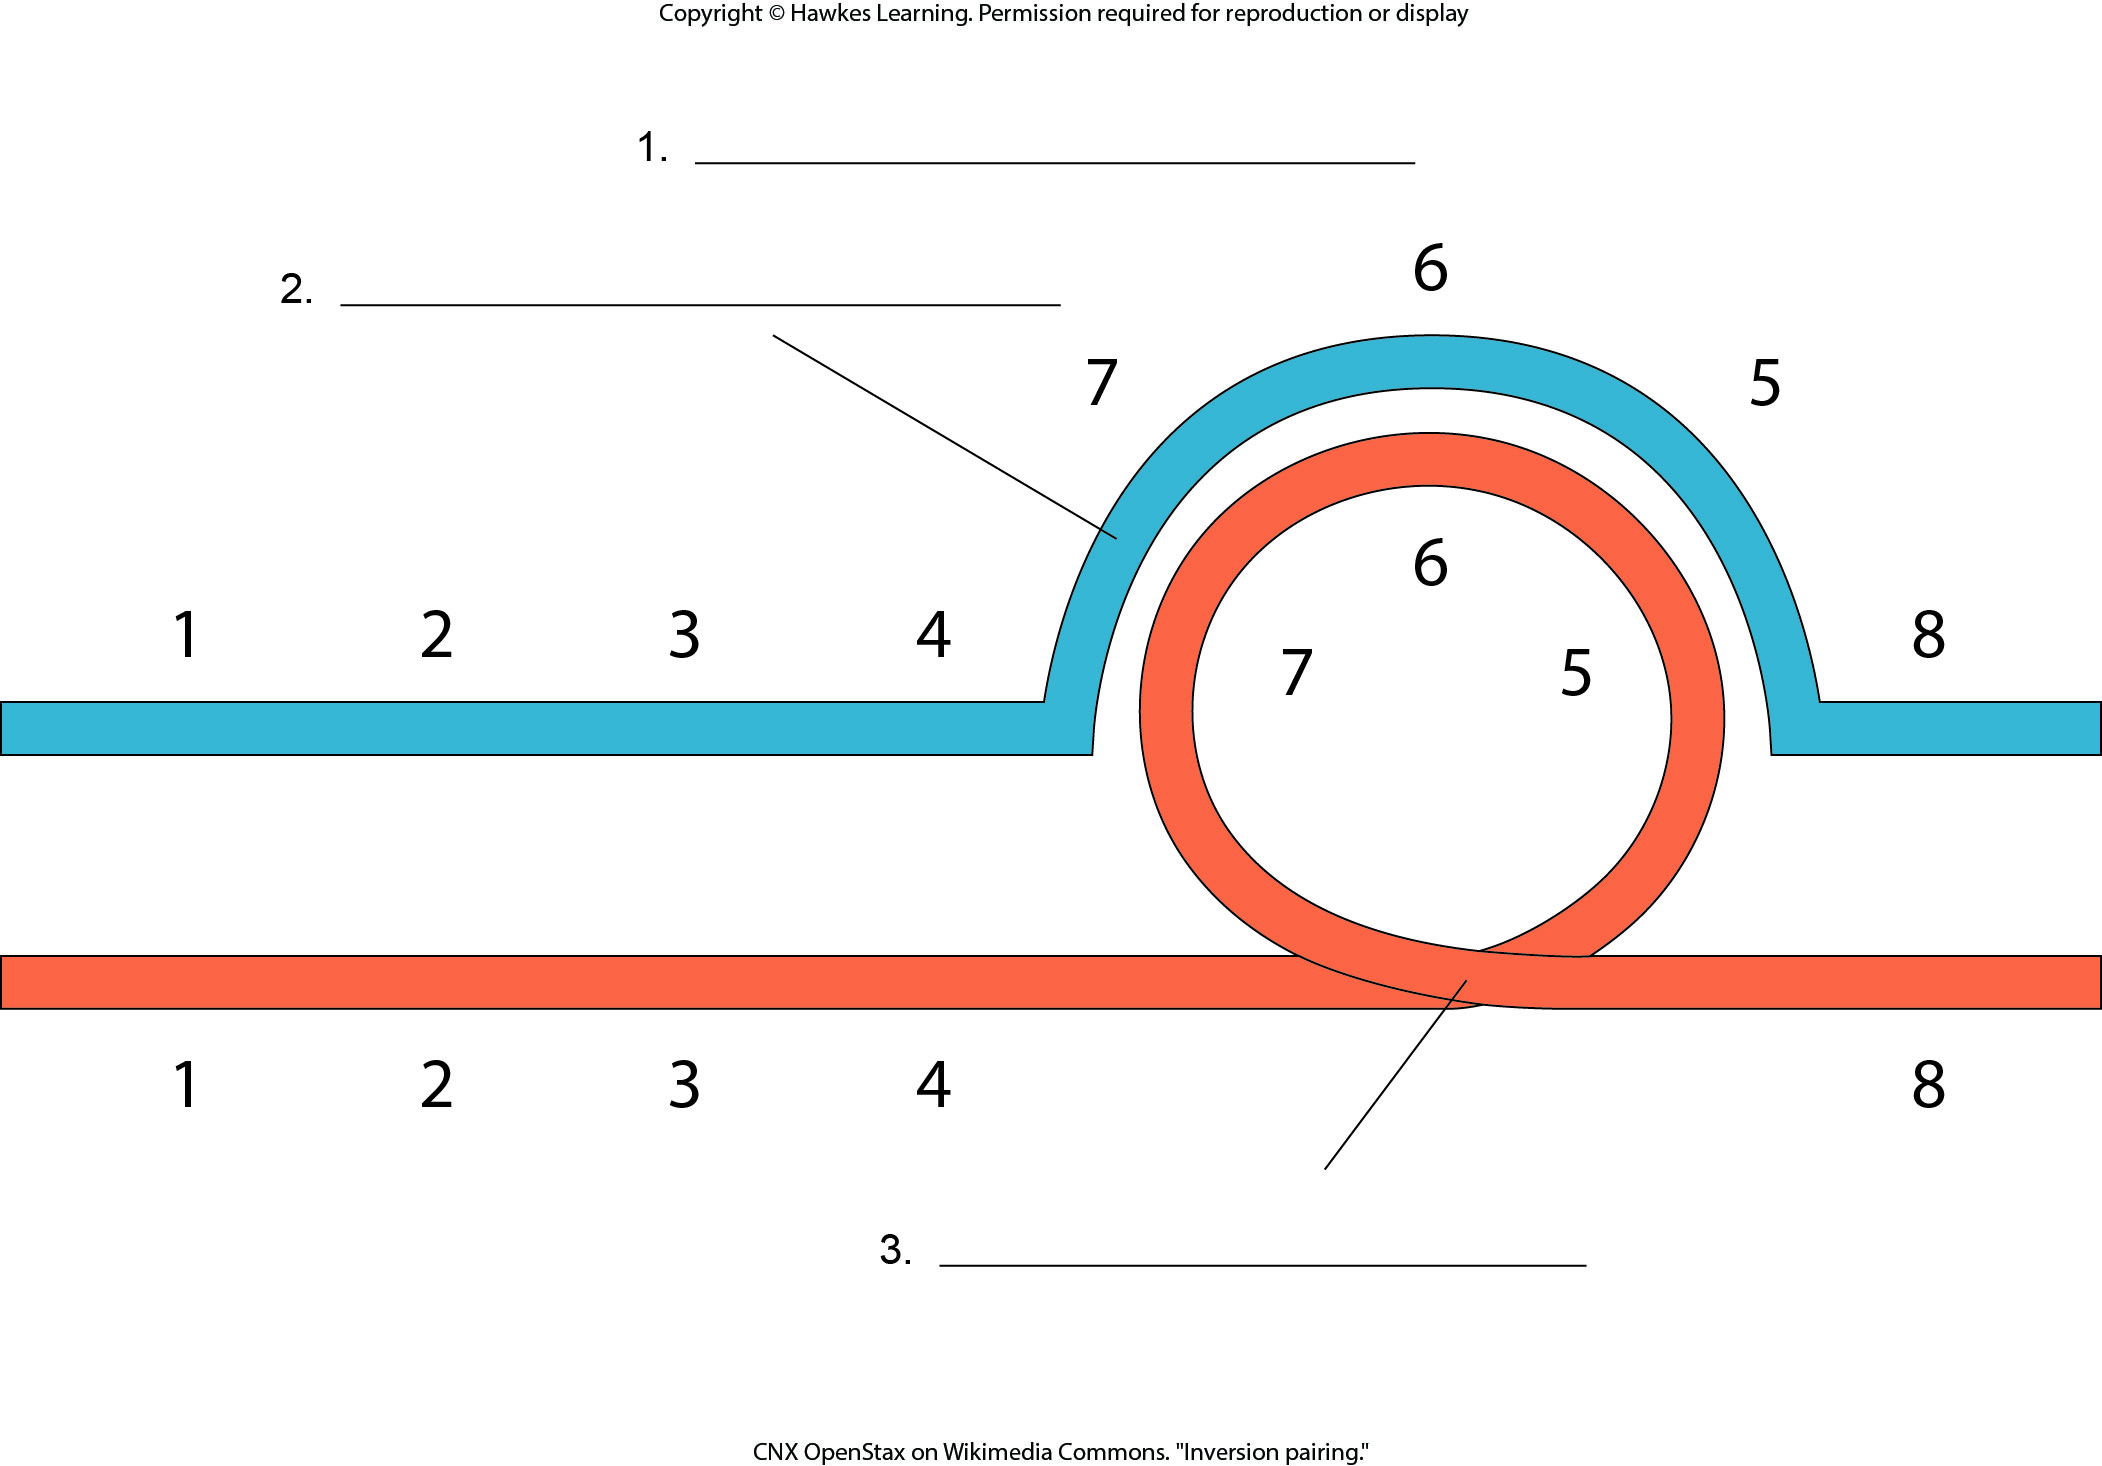 Copyright © Hawkes Learning. Permission required for reproduction or display
1.
2.
6
7 5
6
1 2 3 4 7 5 8
1 2 3 4 8
3.
CNX OpenStax on Wikimedia Commons. "Inversion pairing."